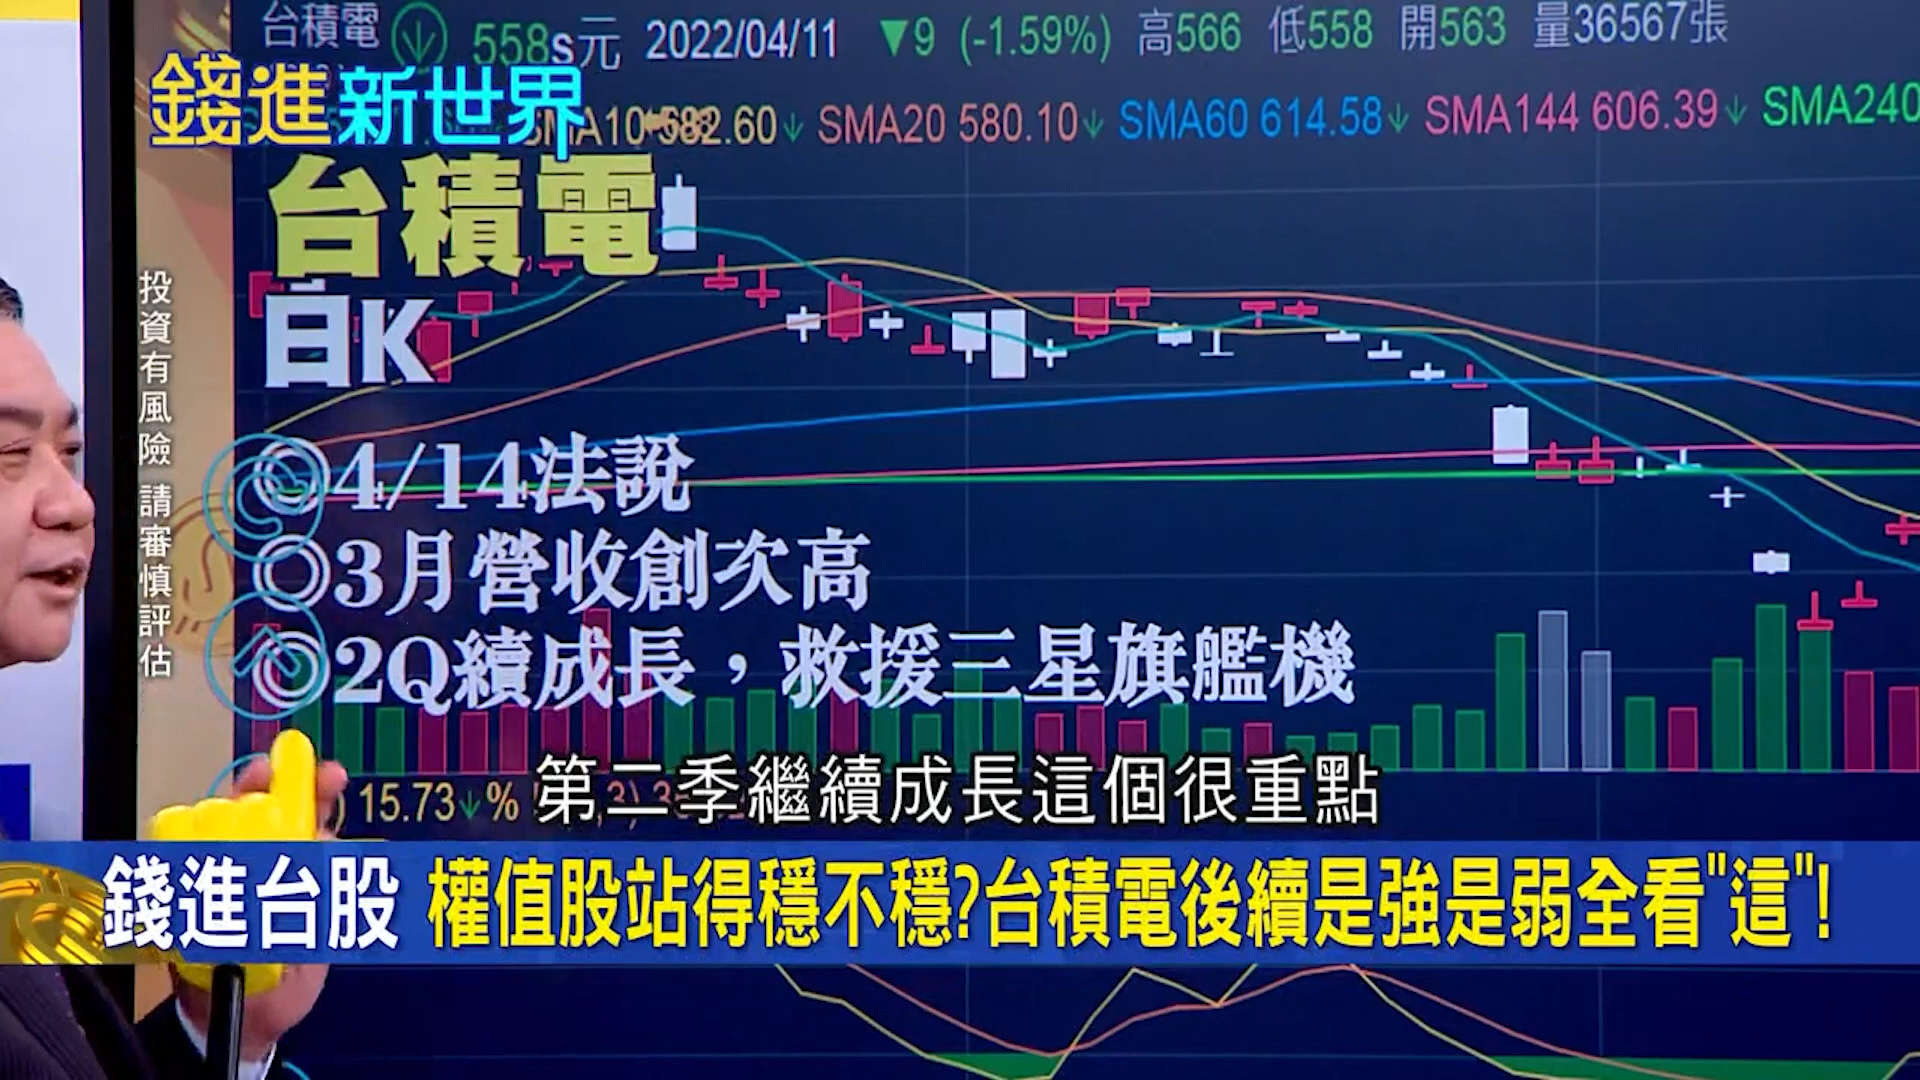 台積電 558s元 2022/04/11 ▼9 (-1.59%) 高566 低558 開563 量36567張
錢進新世界
SMA10 582.60↓ SMA20 580.10↓ SMA60 614.58↓ SMA144 606.39↓ SMA240
台積電
日K
投資有風險 請審慎評估
◎4/14法說
◎3月營收創次高
◎2Q續成長，救援三星旗艦機
15.73↓%
第二季繼續成長這個很重點
錢進台股 權值股站得穩不穩?台積電後續是強是弱全看"這"!